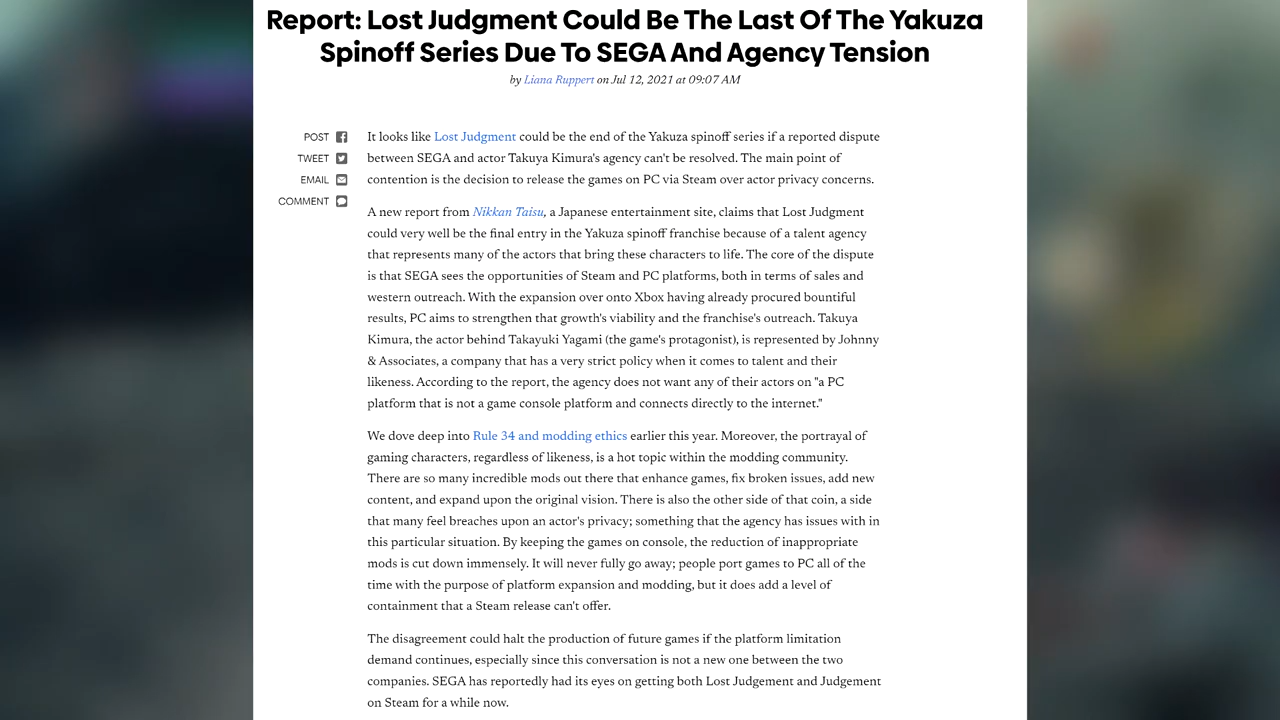 Report: Lost Judgment Could Be The Last Of The Yakuza
Spinoff Series Due To SEGA And Agency Tension
by Liana Ruppert on Jul 12, 2021 at 09:07 AM
POST
TWEET
EMAIL
COMMENT
It looks like Lost Judgment could be the end of the Yakuza spinoff series if a reported dispute
between SEGA and actor Takuya Kimura's agency can't be resolved. The main point of
contention is the decision to release the games on PC via Steam over actor privacy concerns.
A new report from Nikkan Taisu, a Japanese entertainment site, claims that Lost Judgment
could very well be the final entry in the Yakuza spinoff franchise because of a talent agency
that represents many of the actors that bring these characters to life. The core of the dispute
is that SEGA sees the opportunities of Steam and PC platforms, both in terms of sales and
western outreach. With the expansion over onto Xbox having already procured bountiful
results, PC aims to strengthen that growth's viability and the franchise's outreach. Takuya
Kimura, the actor behind Takayuki Yagami (the game's protagonist), is represented by Johnny
& Associates, a company that has a very strict policy when it comes to talent and their
likeness. According to the report, the agency does not want any of their actors on "a PC
platform that is not a game console platform and connects directly to the internet."
We dove deep into Rule 34 and modding ethics earlier this year. Moreover, the portrayal of
gaming characters, regardless of likeness, is a hot topic within the modding community.
There are so many incredible mods out there that enhance games, fix broken issues, add new
content, and expand upon the original vision. There is also the other side of that coin, a side
that many feel breaches upon an actor's privacy; something that the agency has issues with in
this particular situation. By keeping the games on console, the reduction of inappropriate
mods is cut down immensely. It will never fully go away; people port games to PC all of the
time with the purpose of platform expansion and modding, but it does add a level of
containment that a Steam release can't offer.
The disagreement could halt the production of future games if the platform limitation
demand continues, especially since this conversation is not a new one between the two
companies. SEGA has reportedly had its eyes on getting both Lost Judgement and Judgement
on Steam for a while now.